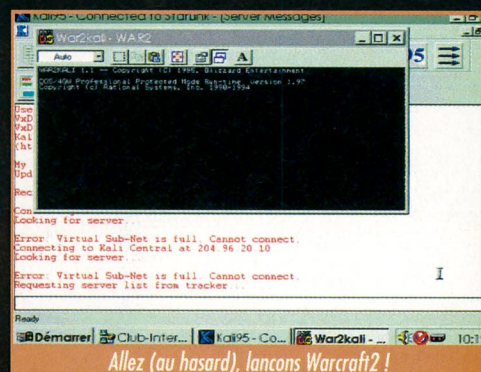 Kali95 - Connected to StarLink - [Server Messages]
War2kali - WAR2
Auto
A
95
WAR2KALI 1.1 -- Copyright (C) 1995, Blizzard Entertainment
DOS/4GW Professional Protected Mode Run-time Version 1.97
Copyright (c) Rational Systems, Inc. 1990-1994
Use
VxD
VxD
Kal
(ht
My
Upd
Rec
Con
Looking for server...
Error: Virtual Sub-Net is full. Cannot connect.
Connecting to Kali Central at 204.96.20.10
Looking for server...
Error: Virtual Sub-Net is full. Cannot connect.
Requesting server list from tracker...
Ready
Démarrer
Club-Inter...
Kali95 - Co...
War2kali - ...
10:1
Allez (au hasard), lancons Warcraft2 !